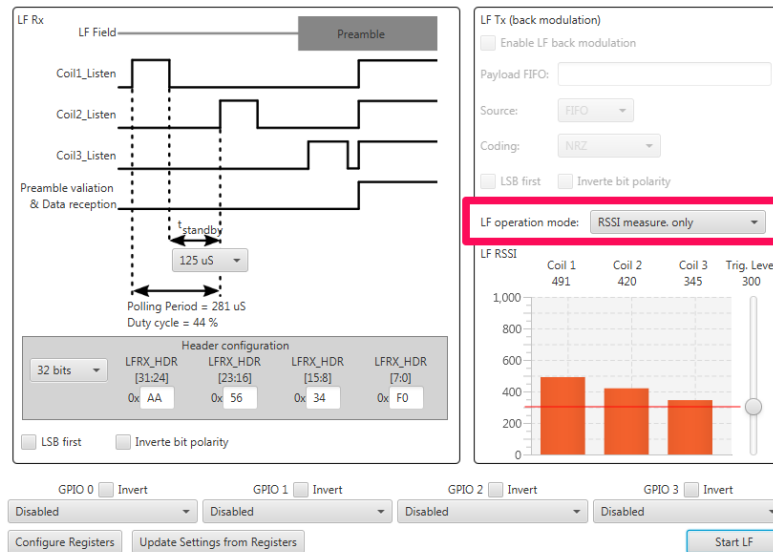 LF Rx
LF Field
Preamble
Coil1_Listen
Coil2_Listen
Coil3_Listen
Preamble valiation
& Data reception
tstandby
125 uS
Polling Period = 281 uS
Duty cycle = 44 %
Header configuration
32 bits
LFRX_HDR LFRX_HDR LFRX_HDR LFRX_HDR
[31:24] [23:16] [15:8] [7:0]
0x AA 0x 56 0x 34 0x F0
LSB first Inverte bit polarity
LF Tx (back modulation)
Enable LF back modulation
Payload FIFO:
Source: FIFO
Coding: NRZ
LSB first Inverte bit polarity
LF operation mode: RSSI measure. only
LF RSSI
Coil 1 Coil 2 Coil 3 Trig. Leve
491 420 345 300
1,000
800
600
400
200
0
GPIO 0 Invert GPIO 1 Invert GPIO 2 Invert GPIO 3 Invert
Disabled Disabled Disabled Disabled
Configure Registers Update Settings from Registers Start LF